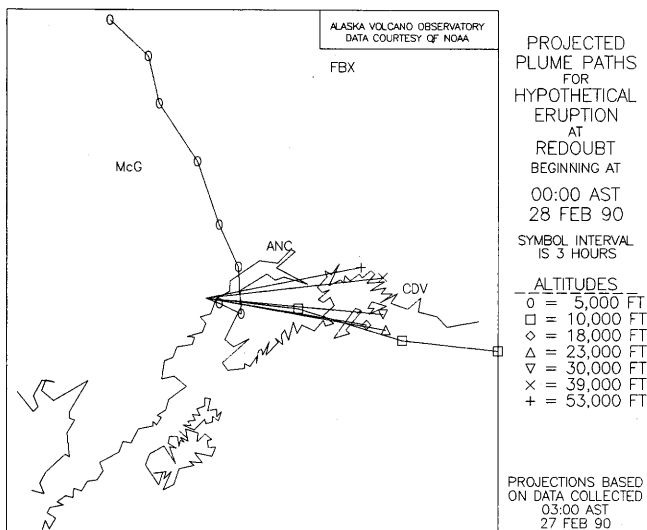 ALASKA VOLCANO OBSERVATORY
DATA COURTESY OF NOAA
FBX
McG
ANC
CDV
PROJECTED
PLUME PATHS
FOR
HYPOTHETICAL
ERUPTION
AT
REDOUBT
BEGINNING AT
00:00 AST
28 FEB 90
SYMBOL INTERVAL
IS 3 HOURS
ALTITUDES
0 = 5,000 FT
□ = 10,000 FT
◇ = 18,000 FT
△ = 23,000 FT
▽ = 30,000 FT
× = 39,000 FT
+ = 53,000 FT
PROJECTIONS BASED
ON DATA COLLECTED
03:00 AST
27 FEB 90